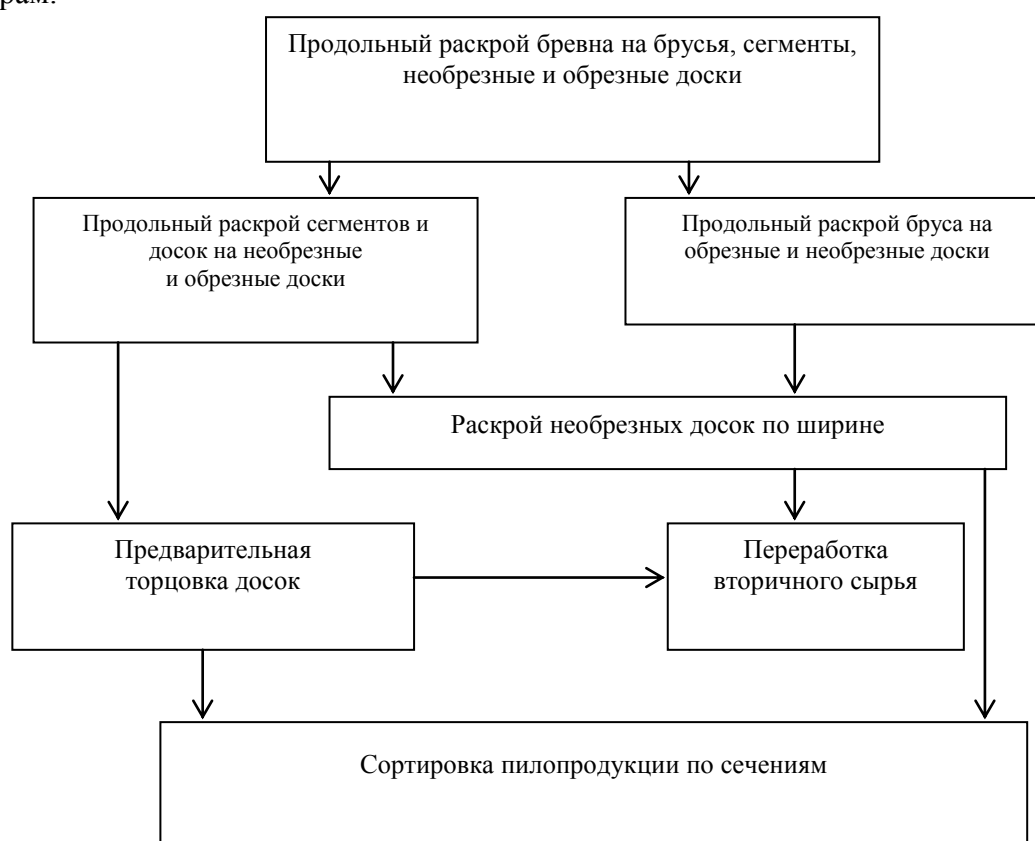 рам.
Продольный раскрой бревна на брусья, сегменты,
необрезные и обрезные доски
Продольный раскрой сегментов и
досок на необрезные
и обрезные доски
Продольный раскрой бруса на
обрезные и необрезные доски
Раскрой необрезных досок по ширине
Предварительная
торцовка досок
Переработка
вторичного сырья
Сортировка пилопродукции по сечениям